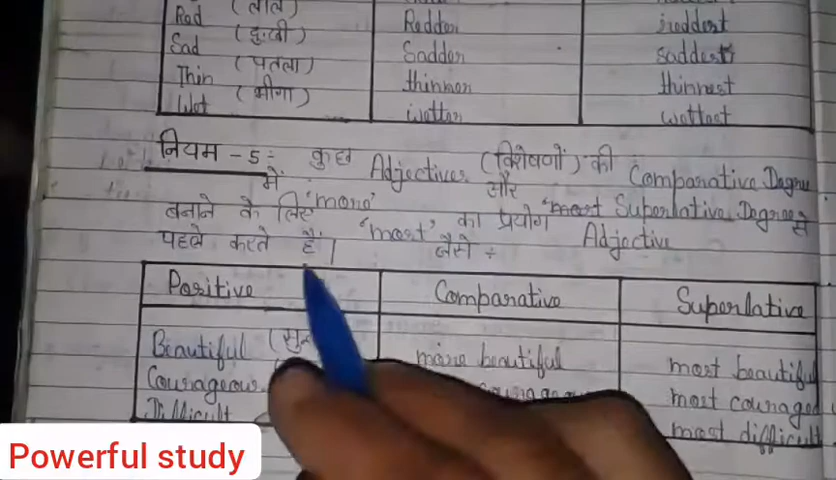 Red (लाल) Redder reddest
Sad (दुःखी) Sadder saddest
Thin (पतला) thinner thinnest
Wet (भीगा) wetter wettest
नियम - 5 ÷ कुछ Adjectives (विशेषणों) की Comparative Degree
में और
बनाने के लिए 'more' 'most' का प्रयोग 'most Superlative Degree से
पहले करते हैं। जैसे ÷ Adjective
Positive Comparative Superlative
Beautiful more beautiful most beautiful
Courageous most
Difficult most difficult
Powerful study